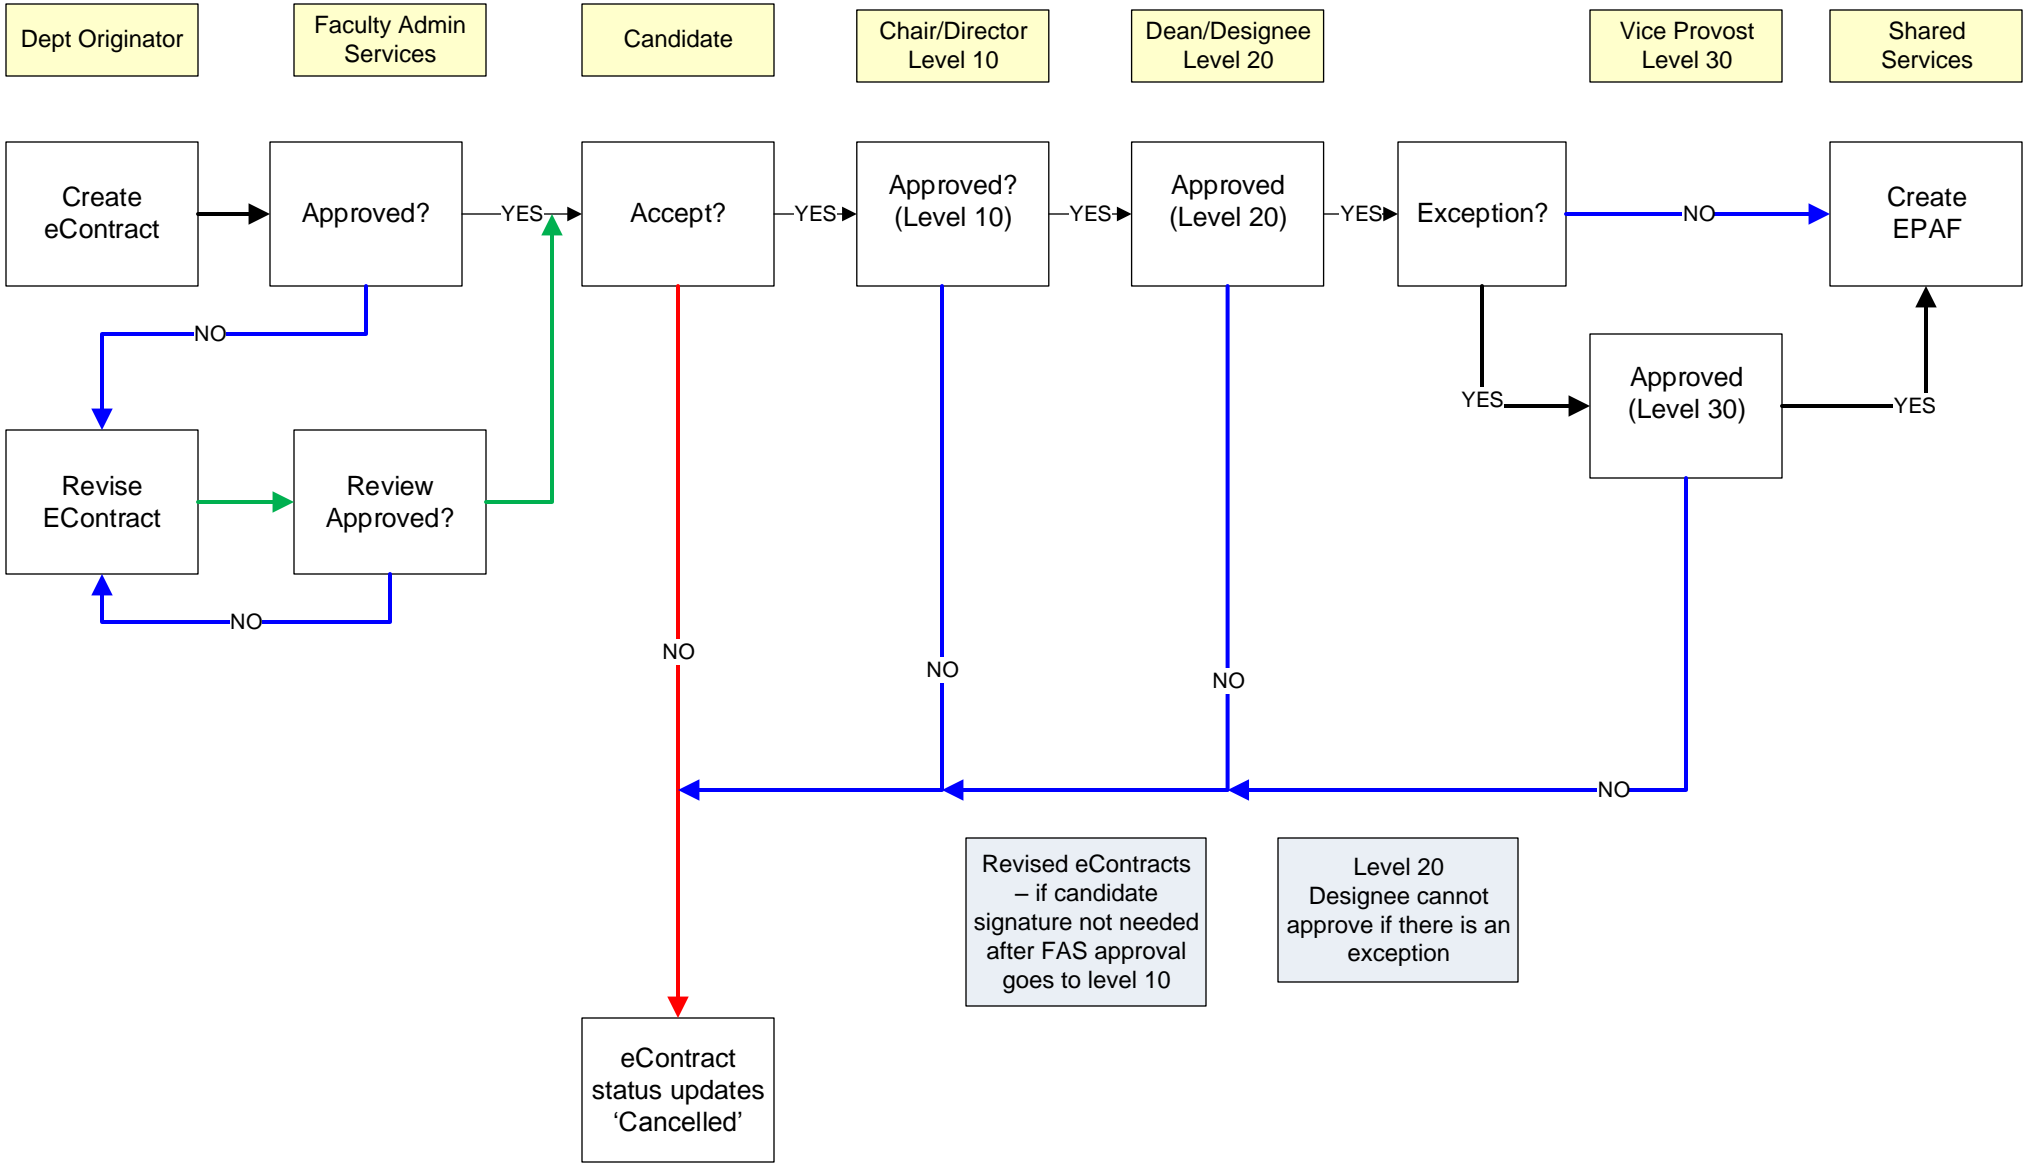 Dept Originator
Faculty Admin
Services
Candidate
Chair/Director
Level 10
Dean/Designee
Level 20
Vice Provost
Level 30
Shared
Services
Create
eContract
Approved?
YES
Accept?
YES
Approved?
(Level 10)
YES
Approved
(Level 20)
YES
Exception?
NO
Create
EPAF
NO
YES
Approved
(Level 30)
YES
Revise
EContract
Review
Approved?
NO
NO
NO
NO
NO
Revised eContracts
– if candidate
signature not needed
after FAS approval
goes to level 10
Level 20
Designee cannot
approve if there is an
exception
eContract
status updates
‘Cancelled’